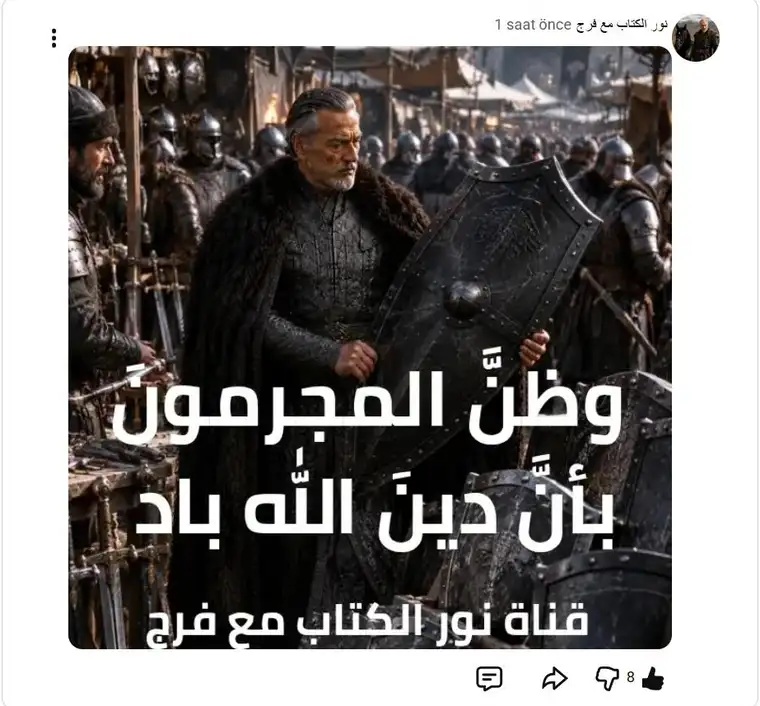 نور الكتاب مع فرج 1 saat önce
وظنَّ المجرمونَ
بأنَّ دينَ اللّٰه باد
قناة نور الكتاب مع فرج
8